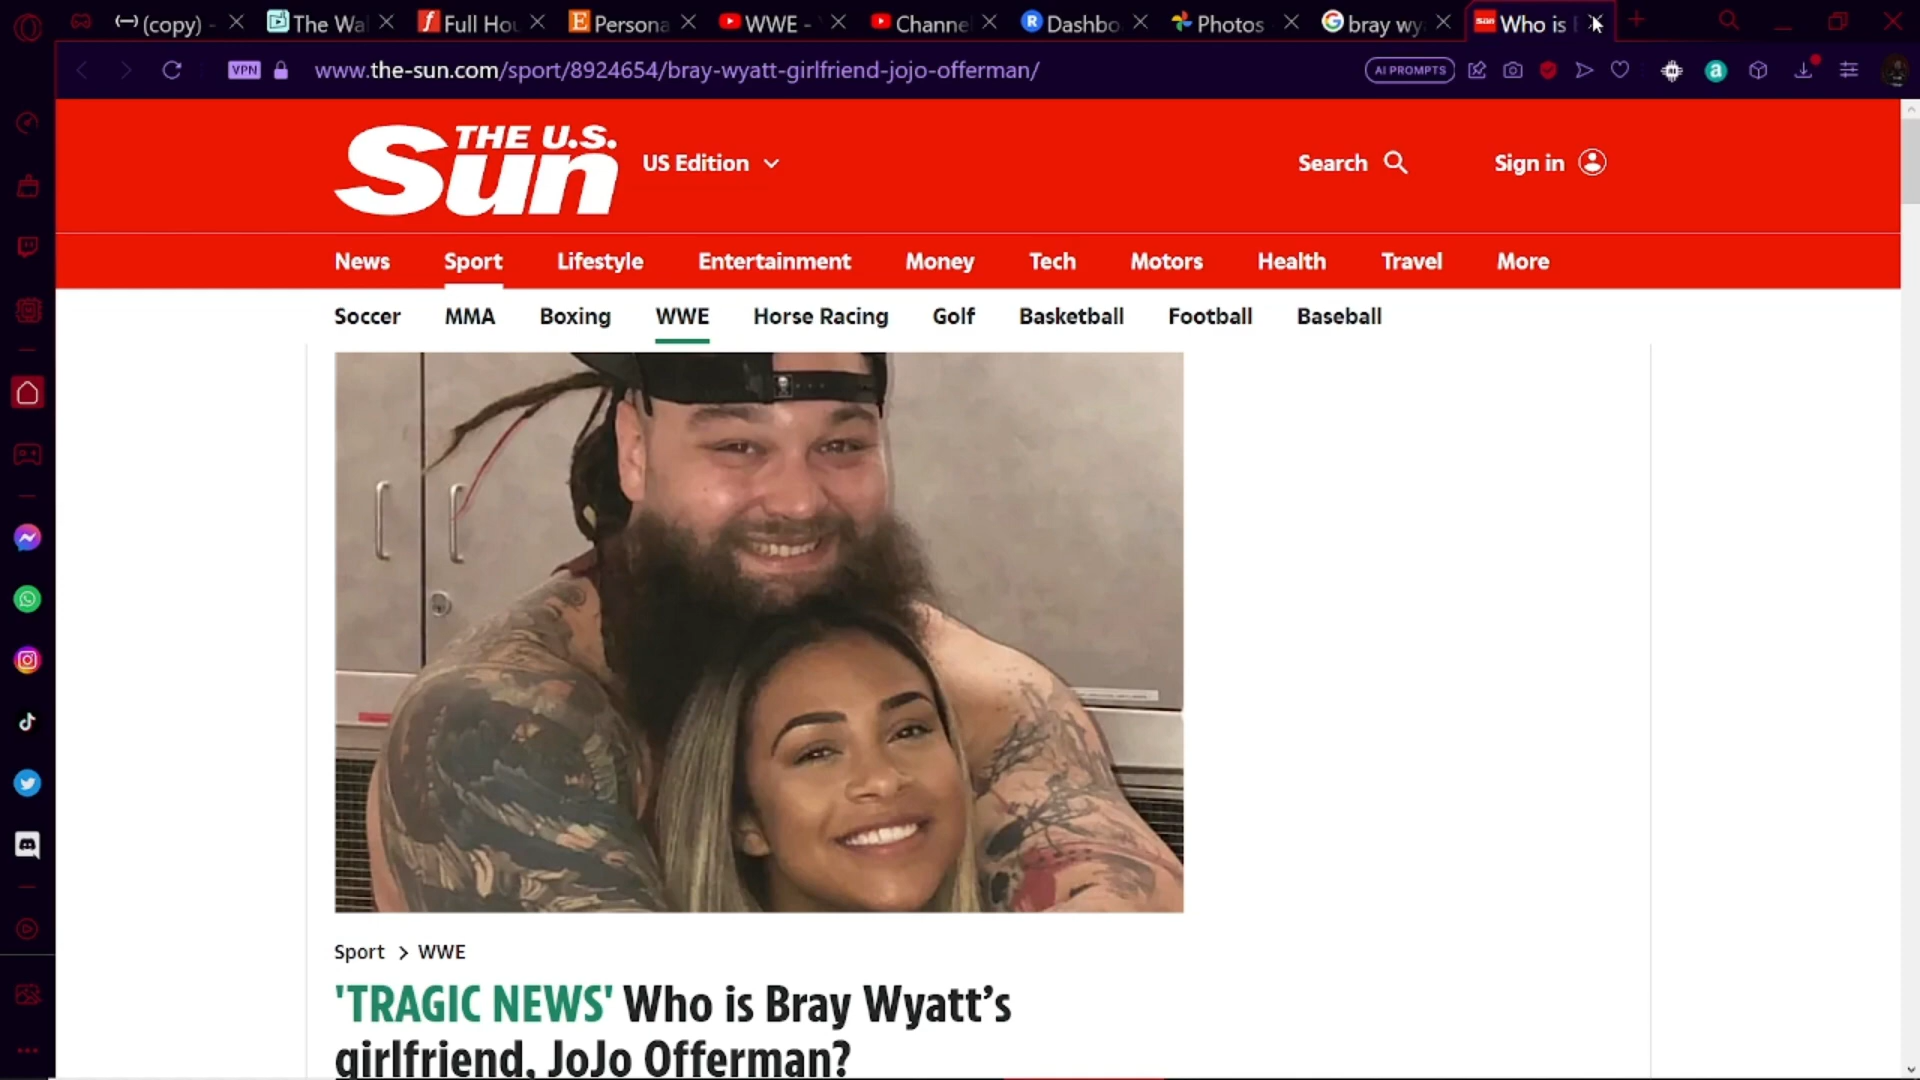 (copy) -
The Wal
Full Hou
Persona
WWE -
Channe
Dashbo
Photos
bray wy
Who is
VPN
www.the-sun.com/sport/8924654/bray-wyatt-girlfriend-jojo-offerman/
AI PROMPTS
THE U.S.
Sun
US Edition
Search
Sign in
News Sport Lifestyle Entertainment Money Tech Motors Health Travel More
Soccer MMA Boxing WWE Horse Racing Golf Basketball Football Baseball
Sport > WWE
'TRAGIC NEWS' Who is Bray Wyatt's
girlfriend, JoJo Offerman?